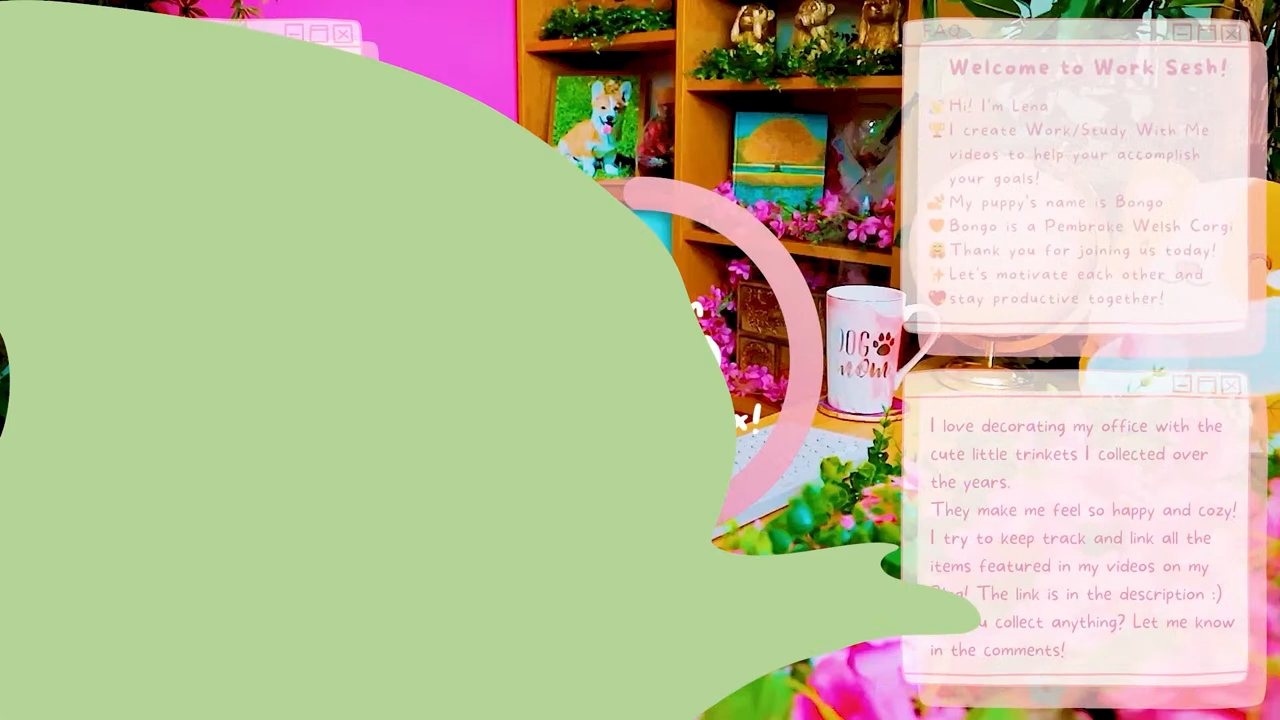 FAQ
Welcome to Work Sesh!
Hi! I'm Lena
I create Work/Study With Me
videos to help your accomplish
your goals!
My puppy's name is Bongo
Bongo is a Pembroke Welsh Corgi
Thank you for joining us today!
Let's motivate each other and
stay productive together!
DOG
mom
I love decorating my office with the
cute little trinkets I collected over
the years.
They make me feel so happy and cozy!
I try to keep track and link all the
items featured in my videos on my
The link is in the description :)
collect anything? Let me know
in the comments!